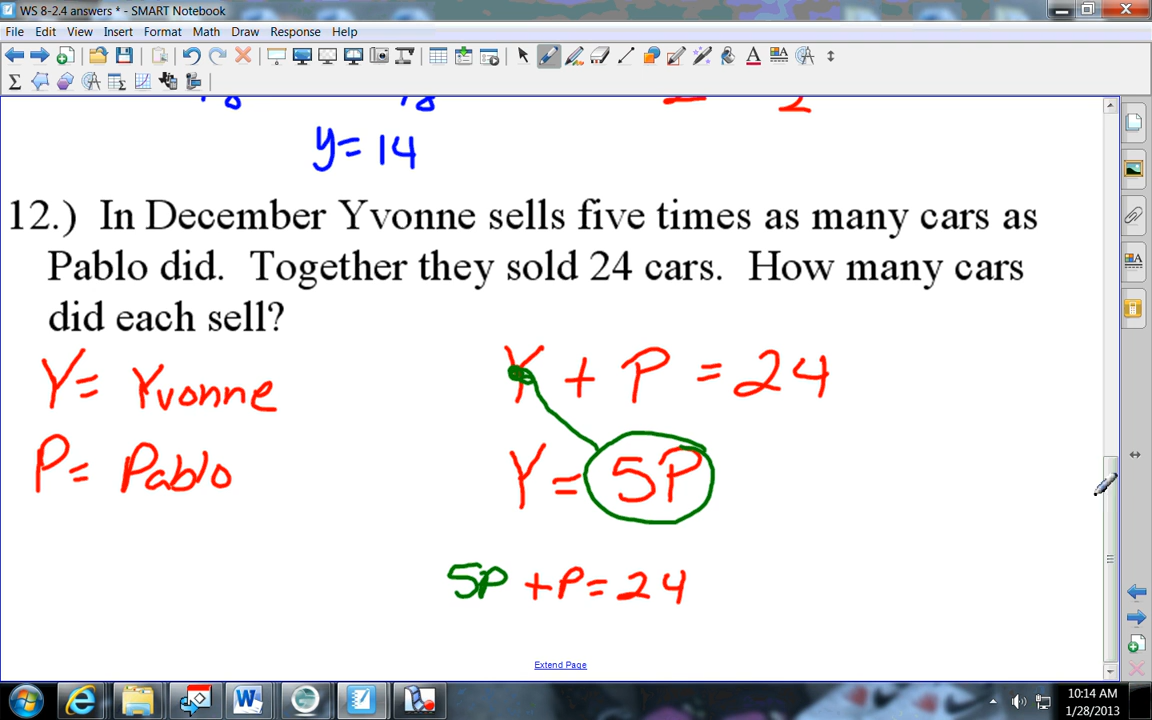 WS 8-2.4 answers * - SMART Notebook
File Edit View Insert Format Math Draw Response Help
y = 14
12.) In December Yvonne sells five times as many cars as
Pablo did. Together they sold 24 cars. How many cars
did each sell?
Y = Yvonne
P = Pablo
Y + P = 24
Y = 5P
5P + P = 24
Extend Page
10:14 AM
1/28/2013